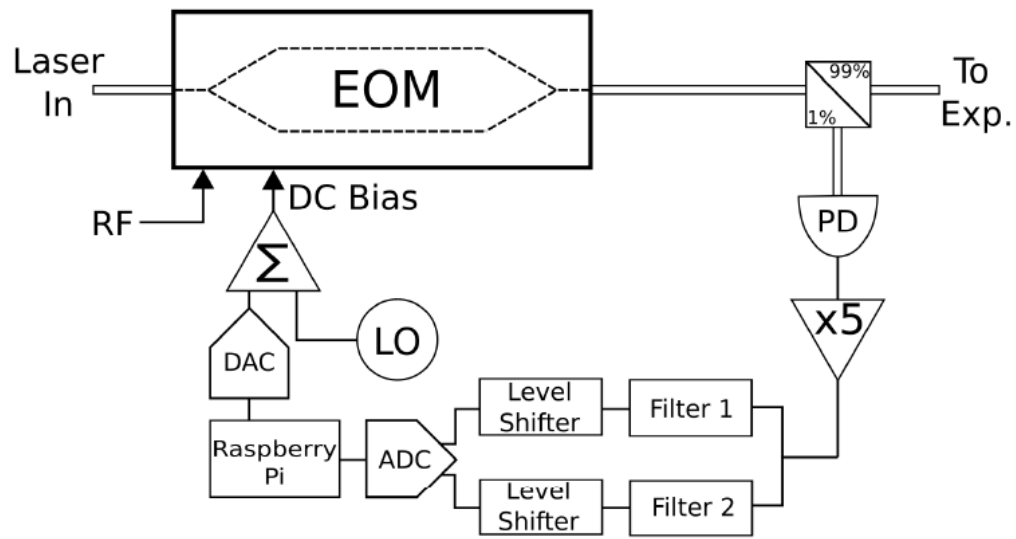 Laser
In
EOM
99%
1%
To
Exp.
RF
DC Bias
Σ
PD
x5
LO
DAC
Level
Shifter
Filter 1
Raspberry
Pi
ADC
Level
Shifter
Filter 2